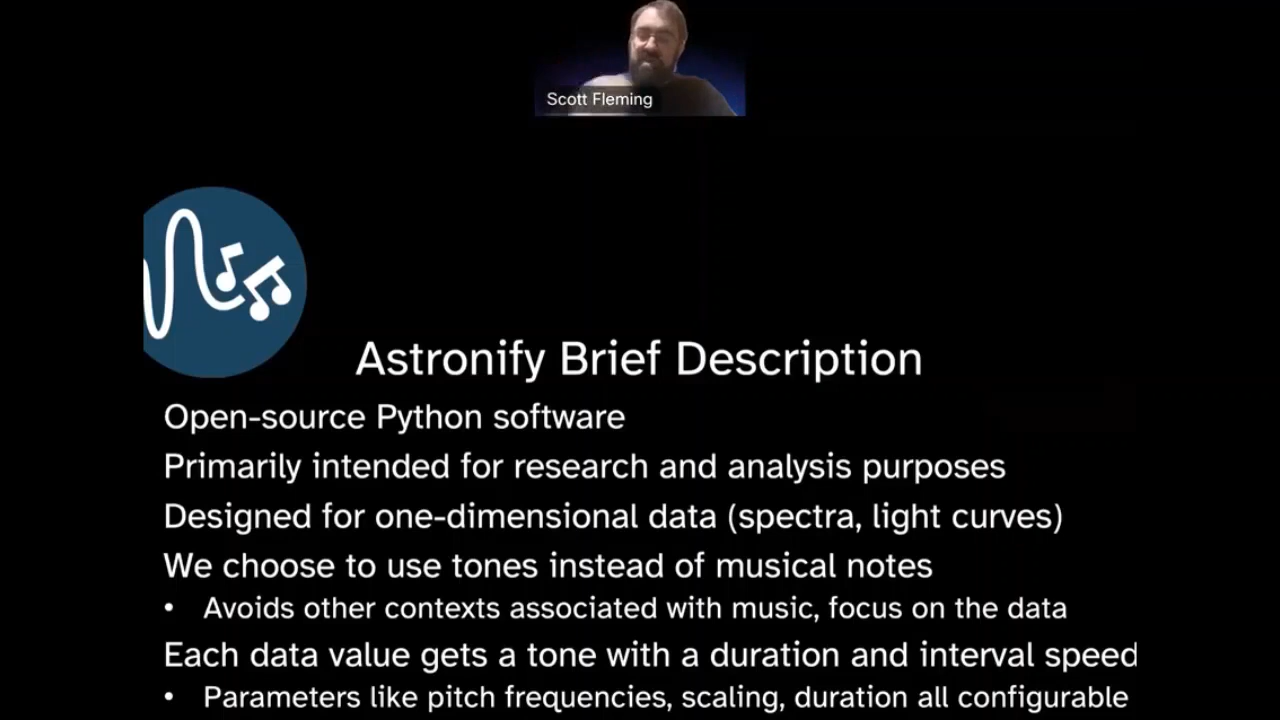 Scott Fleming
Astronify Brief Description
Open-source Python software
Primarily intended for research and analysis purposes
Designed for one-dimensional data (spectra, light curves)
We choose to use tones instead of musical notes
• Avoids other contexts associated with music, focus on the data
Each data value gets a tone with a duration and interval speed
• Parameters like pitch frequencies, scaling, duration all configurable